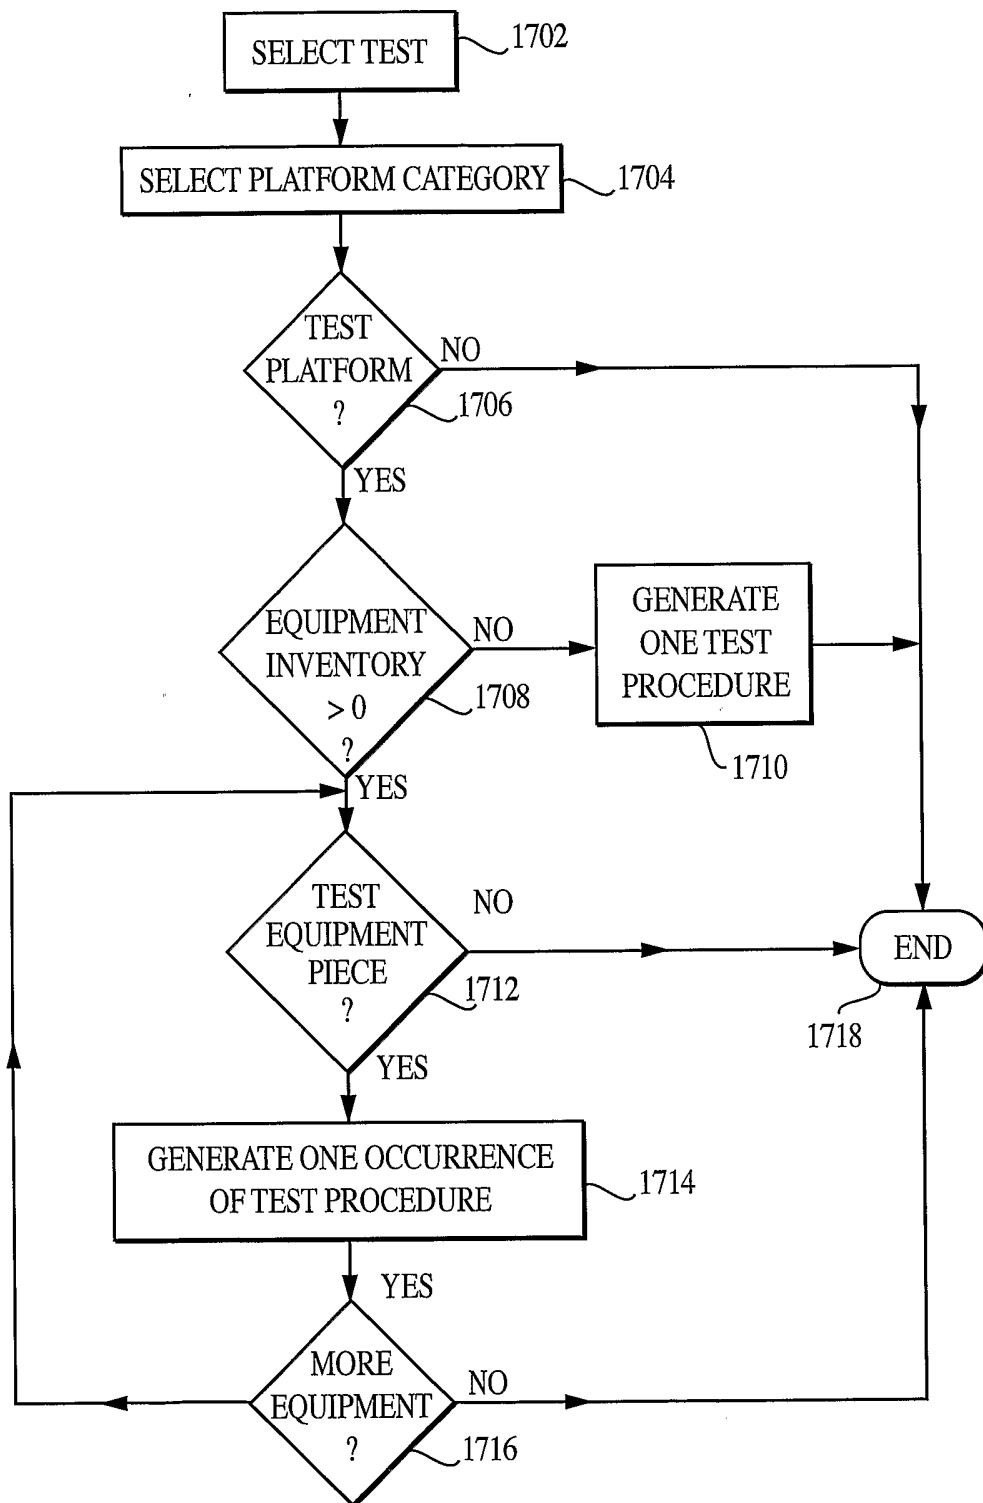 SELECT TEST
1702
SELECT PLATFORM CATEGORY
1704
TEST
PLATFORM
?
NO
1706
YES
EQUIPMENT
INVENTORY
> 0
?
NO
1708
GENERATE
ONE TEST
PROCEDURE
1710
YES
TEST
EQUIPMENT
PIECE
?
NO
1712
END
1718
YES
GENERATE ONE OCCURRENCE
OF TEST PROCEDURE
1714
YES
MORE
EQUIPMENT
?
NO
1716